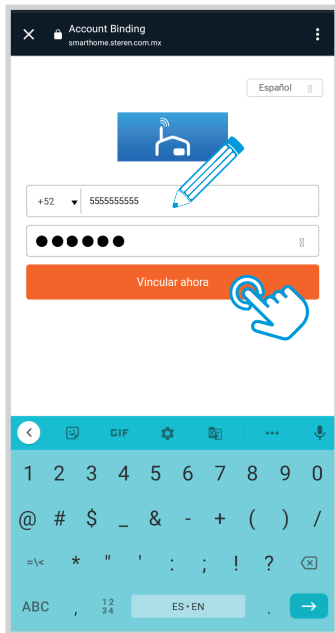 Account Binding
smarthome.steren.com.mx
Español
+52 5555555555
Vincular ahora
GIF
1 2 3 4 5 6 7 8 9 0
@ # $ _ & - + ( ) /
=\< * " ' : ; ! ? 
ABC , 12 34 ES • EN .